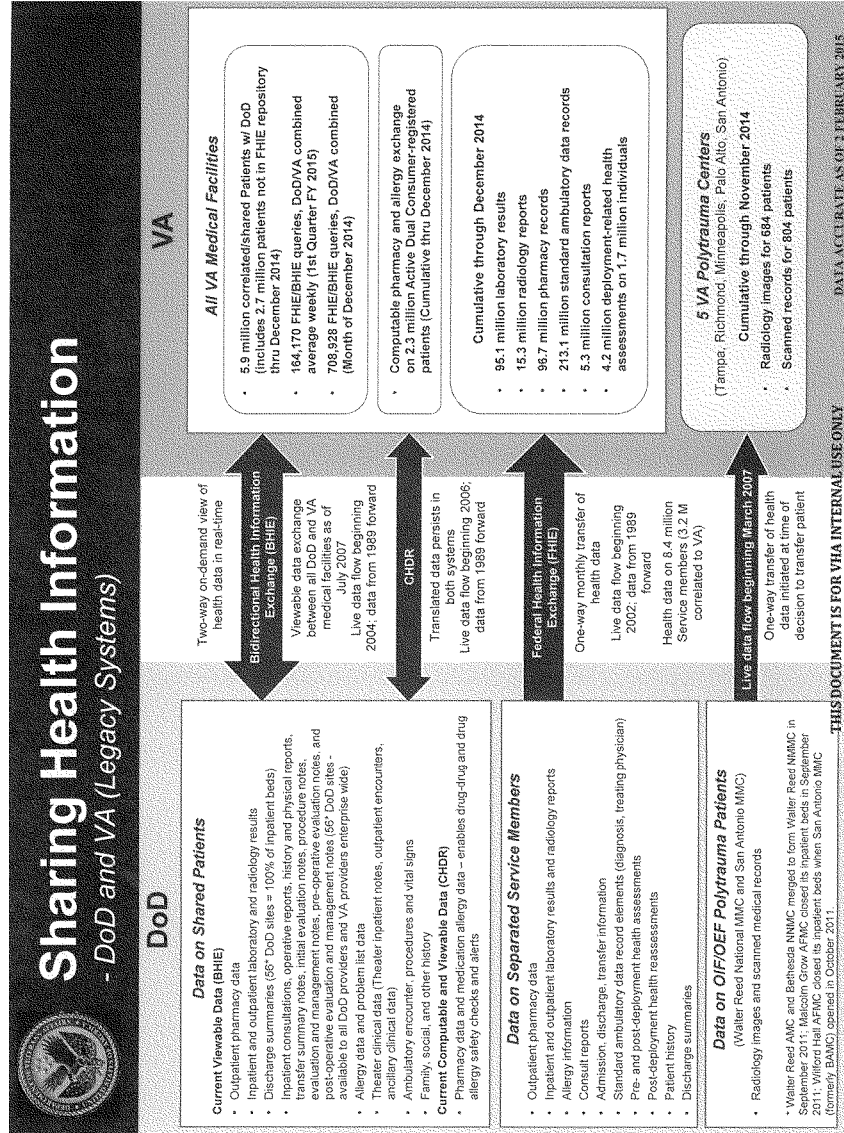 Sharing Health Information
- DoD and VA (Legacy Systems)
DoD
Data on Shared Patients
Current Viewable Data (BHIE)
• Outpatient pharmacy data
• Inpatient and outpatient laboratory and radiology results
• Discharge summaries (56* DoD sites = 100% of inpatient beds)
• Inpatient consultations, operative reports, history and physical reports,
transfer summary notes, initial evaluation notes, procedure notes,
evaluation and management notes, pre-operative evaluation notes, and
post-operative evaluation and management notes (56* DoD sites -
available to all DoD providers and VA providers enterprise wide)
• Allergy data and problem list data
• Theater clinical data (Theater inpatient notes, outpatient encounters,
ancillary clinical data)
• Ambulatory encounter, procedures and vital signs
• Family, social, and other history
Current Computable and Viewable Data (CHDR)
• Pharmacy data and medication allergy data – enables drug-drug and drug
allergy safety checks and alerts
Data on Separated Service Members
• Outpatient pharmacy data
• Inpatient and outpatient laboratory results and radiology reports
• Allergy information
• Consult reports
• Admission, discharge, transfer information
• Standard ambulatory data record elements (diagnosis, treating physician)
• Pre- and post-deployment health assessments
• Post-deployment health reassessments
• Patient history
• Discharge summaries
Data on OIF/OEF Polytrauma Patients
(Walter Reed National MMC and San Antonio MMC)
• Radiology images and scanned medical records
* Walter Reed AMC and Bethesda NNMC merged to form Walter Reed NMMC in
September 2011; Malcolm Grow AFMC closed its inpatient beds in September
2011; Wilford Hall AFMC closed its inpatient beds when San Antonio MMC
(formerly BAMC) opened in October 2011.
Two-way on-demand view of
health data in real-time
Bidirectional Health Information
Exchange (BHIE)
Viewable data exchange
between all DoD and VA
medical facilities as of
July 2007
Live data flow beginning
2004; data from 1989 forward
CHDR
Translated data persists in
both systems
Live data flow beginning 2006;
data from 1989 forward
Federal Health Information
Exchange (FHIE)
One-way monthly transfer of
health data
Live data flow beginning
2002; data from 1989
forward
Health data on 8.4 million
Service members (3.2 M
correlated to VA)
Live data flow beginning March 2007
One-way transfer of health
data initiated at time of
decision to transfer patient
VA
All VA Medical Facilities
• 5.9 million correlated/shared Patients w/ DoD
(includes 2.7 million patients not in FHIE repository
thru December 2014)
• 164,170 FHIE/BHIE queries, DoD/VA combined
average weekly (1st Quarter FY 2015)
• 708,928 FHIE/BHIE queries, DoD/VA combined
(Month of December 2014)
• Computable pharmacy and allergy exchange
on 2.3 million Active Dual Consumer-registered
patients (Cumulative thru December 2014)
Cumulative through December 2014
• 95.1 million laboratory results
• 15.3 million radiology reports
• 96.7 million pharmacy records
• 213.1 million standard ambulatory data records
• 5.3 million consultation reports
• 4.2 million deployment-related health
assessments on 1.7 million individuals
5 VA Polytrauma Centers
(Tampa, Richmond, Minneapolis, Palo Alto, San Antonio)
Cumulative through November 2014
• Radiology images for 684 patients
• Scanned records for 804 patients
THIS DOCUMENT IS FOR VHA INTERNAL USE ONLY
DATA ACCURATE AS OF 2 FEBRUARY 2015